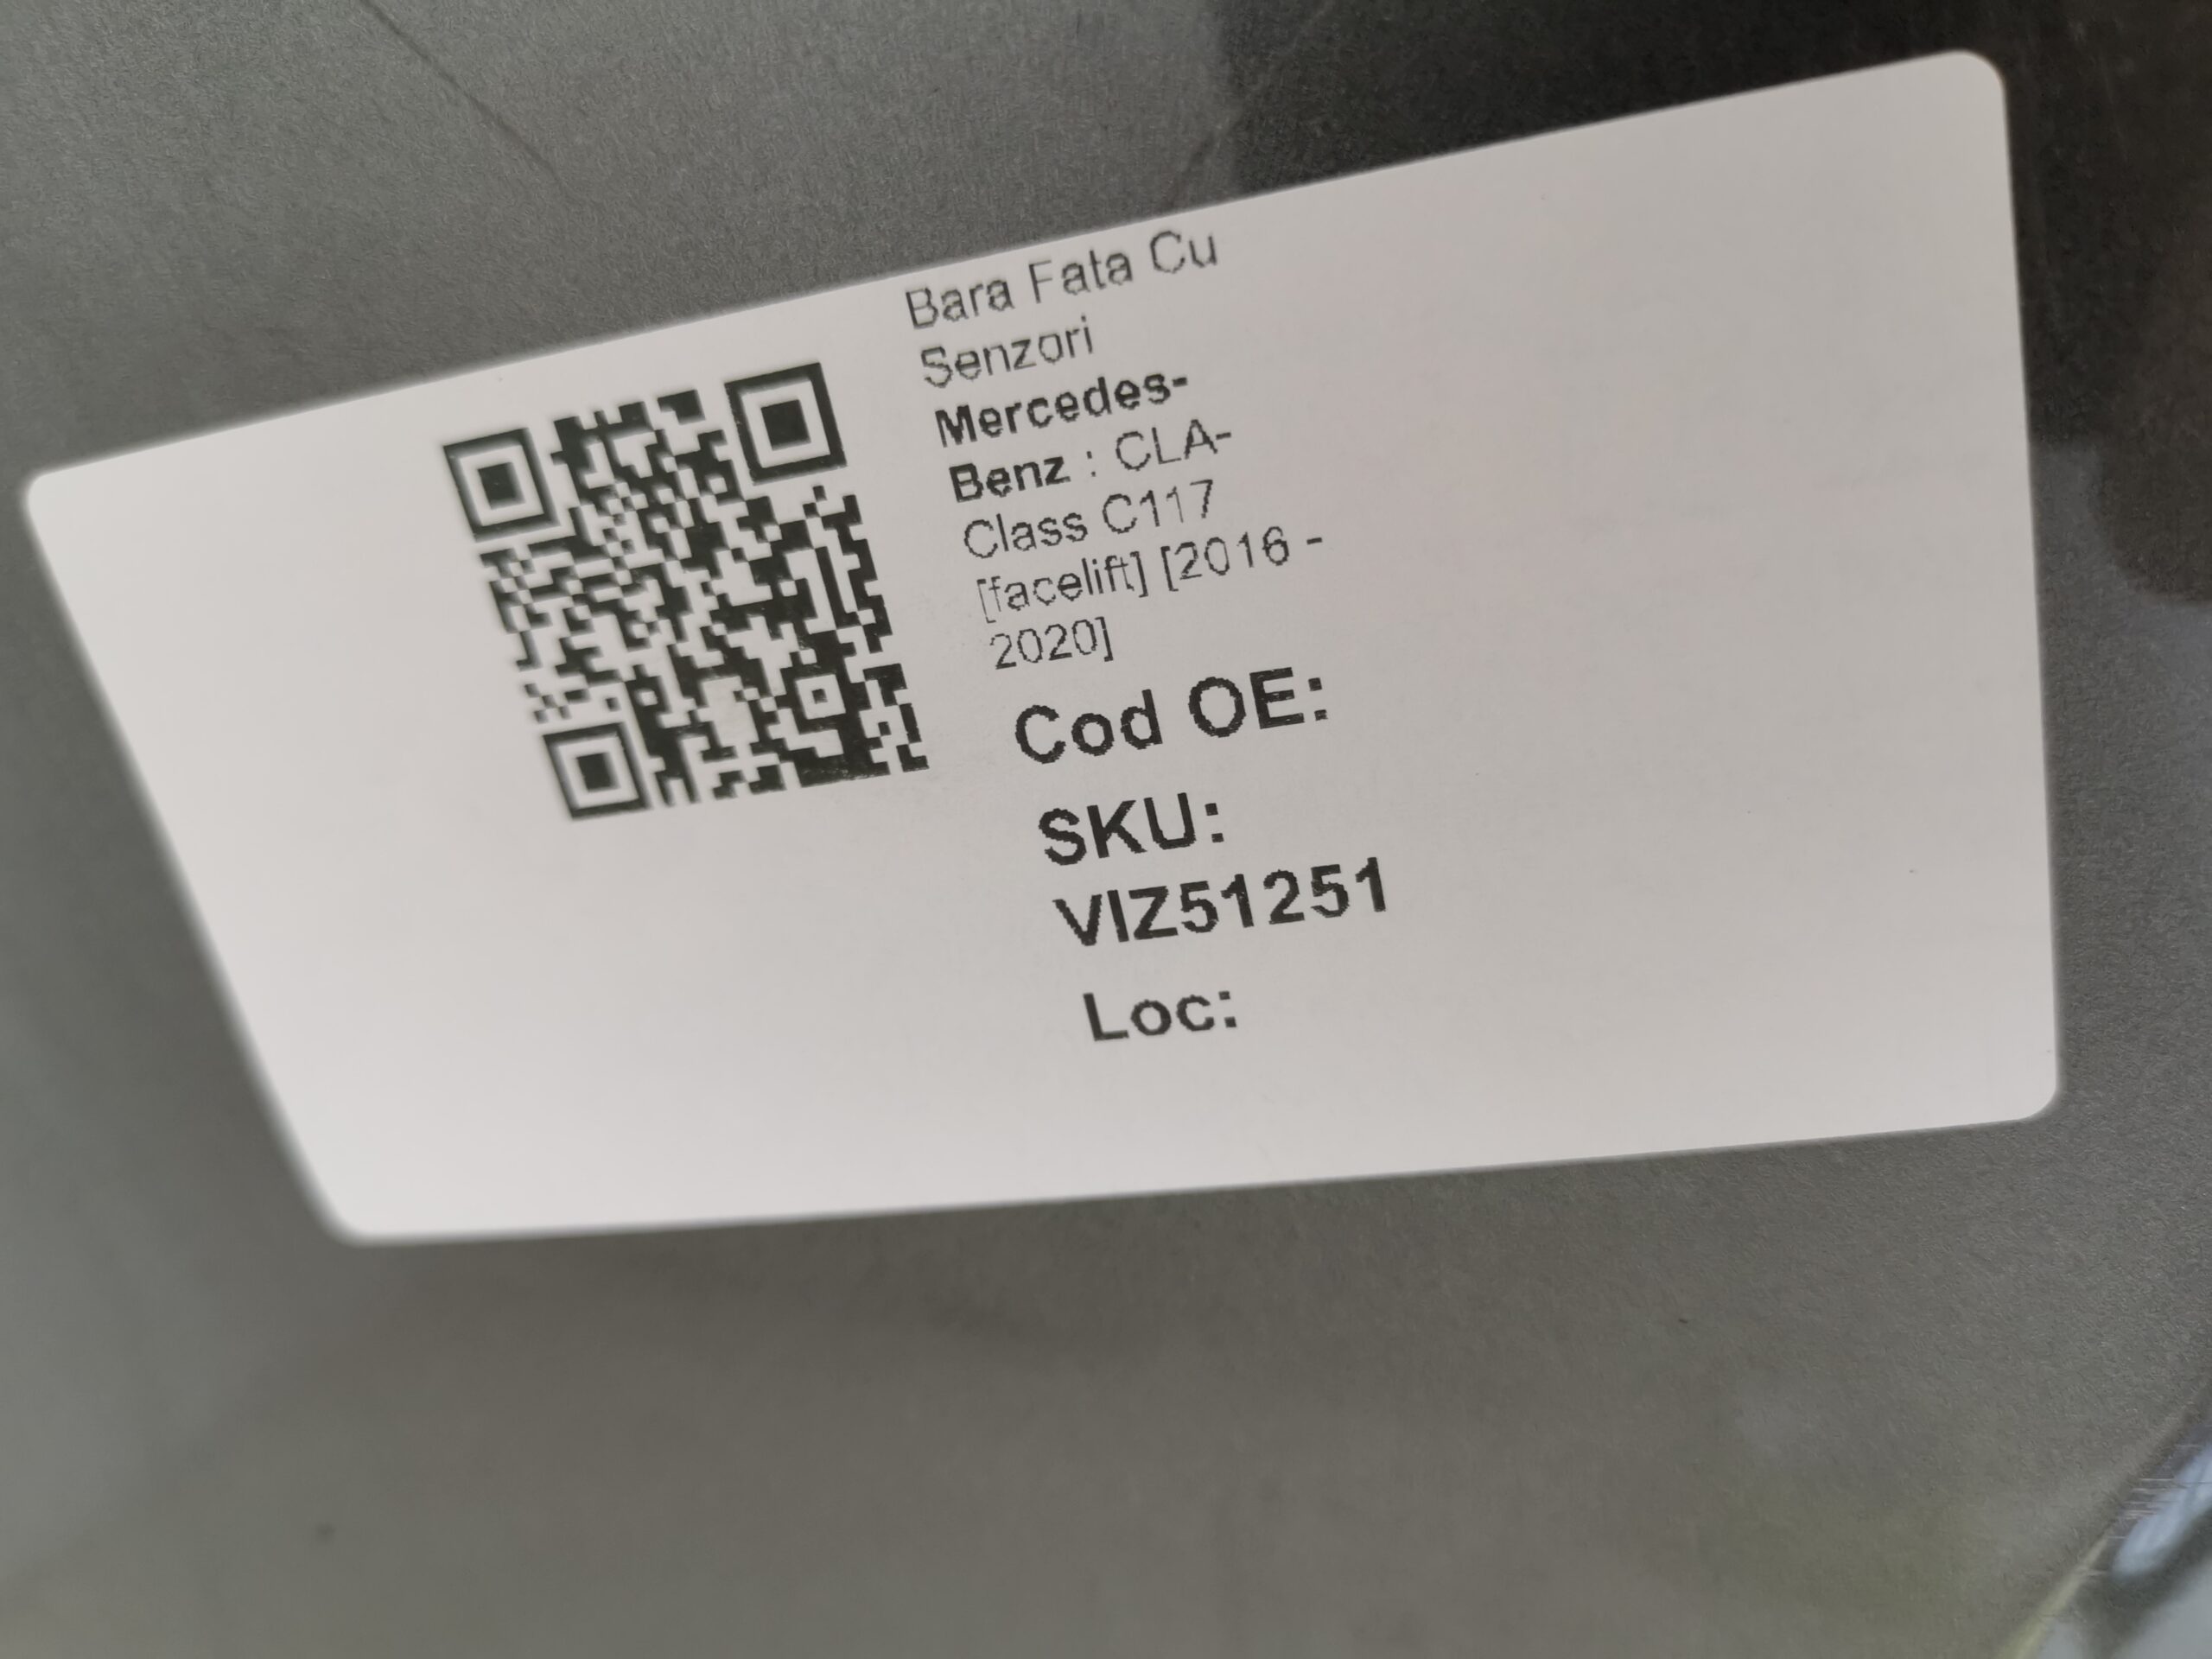 Bara Fata Cu
Senzori
Mercedes-
Benz : CLA-
Class C117
[facelift] [2016 -
2020]
Cod OE:
SKU:
VIZ51251
Loc: